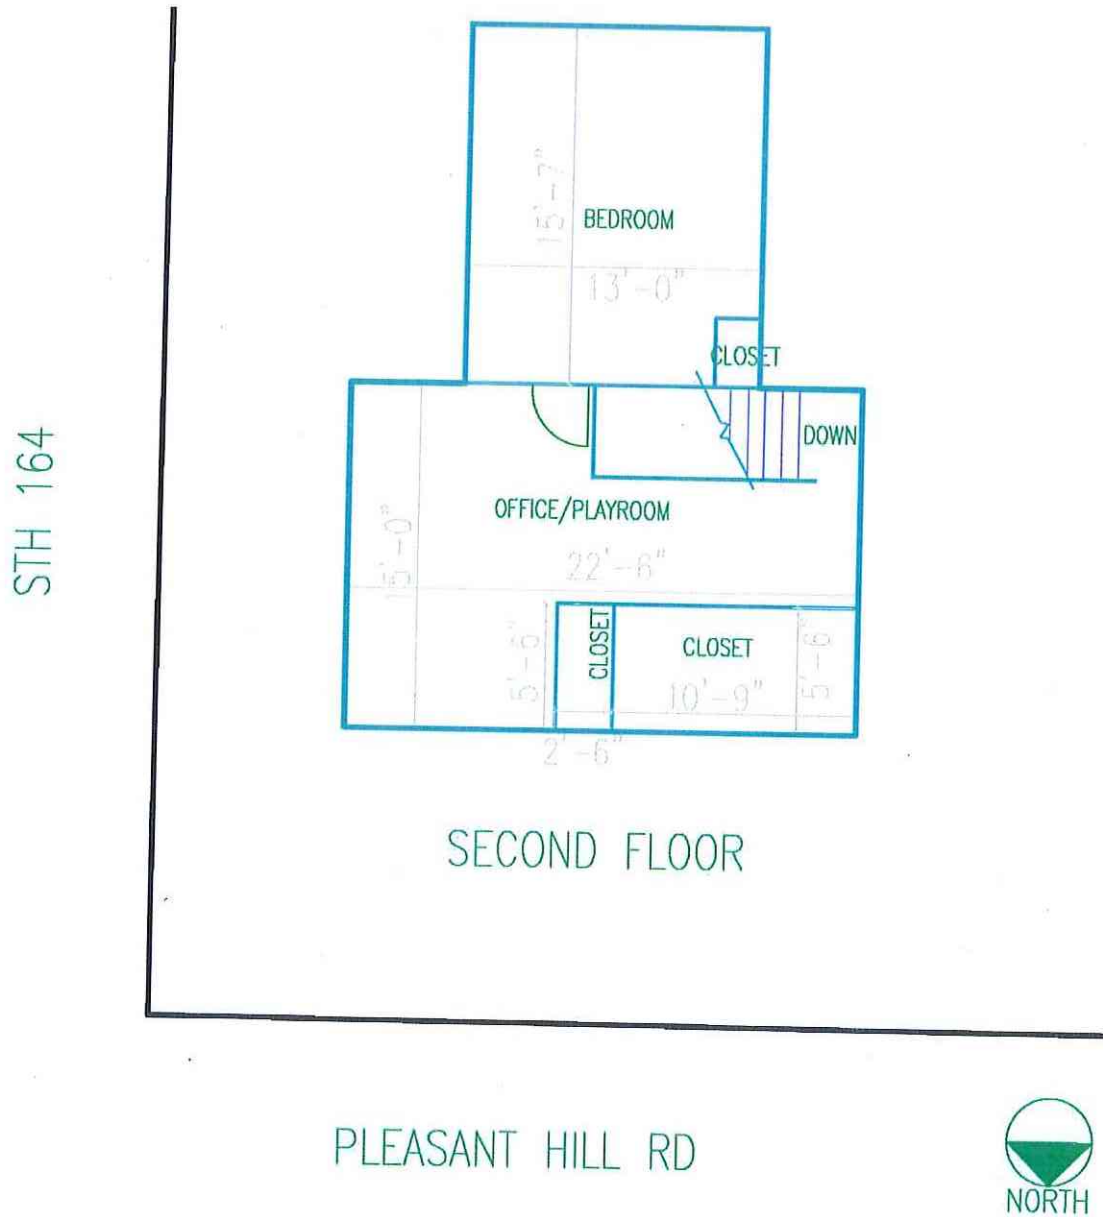 15'-7"
BEDROOM
13'-0"
CLOSET
DOWN
STH 164
15'-0"
OFFICE/PLAYROOM
22'-6"
5'-6"
CLOSET
CLOSET
10'-9"
5'-6"
2'-6"
SECOND FLOOR
PLEASANT HILL RD
NORTH